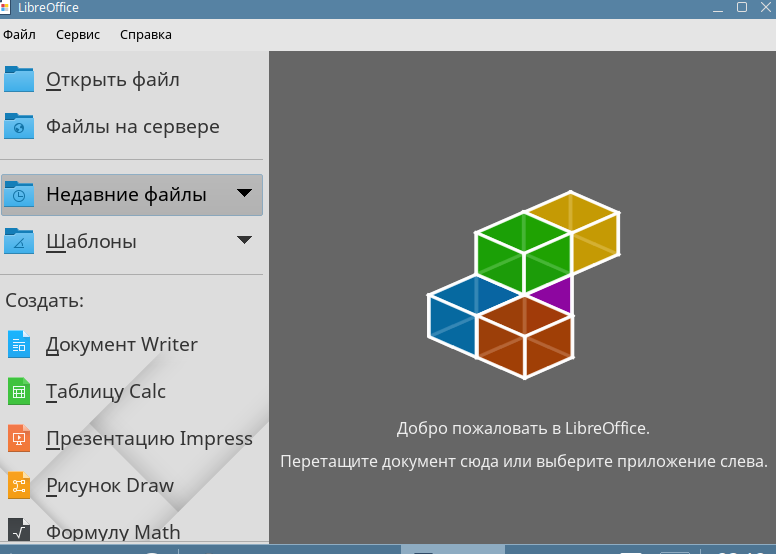 LibreOffice
Файл Сервис Справка
Открыть файл
Файлы на сервере
Недавние файлы
Шаблоны
Создать:
Документ Writer
Таблицу Calc
Презентацию Impress
Рисунок Draw
Формулу Math
Добро пожаловать в LibreOffice.
Перетащите документ сюда или выберите приложение слева.